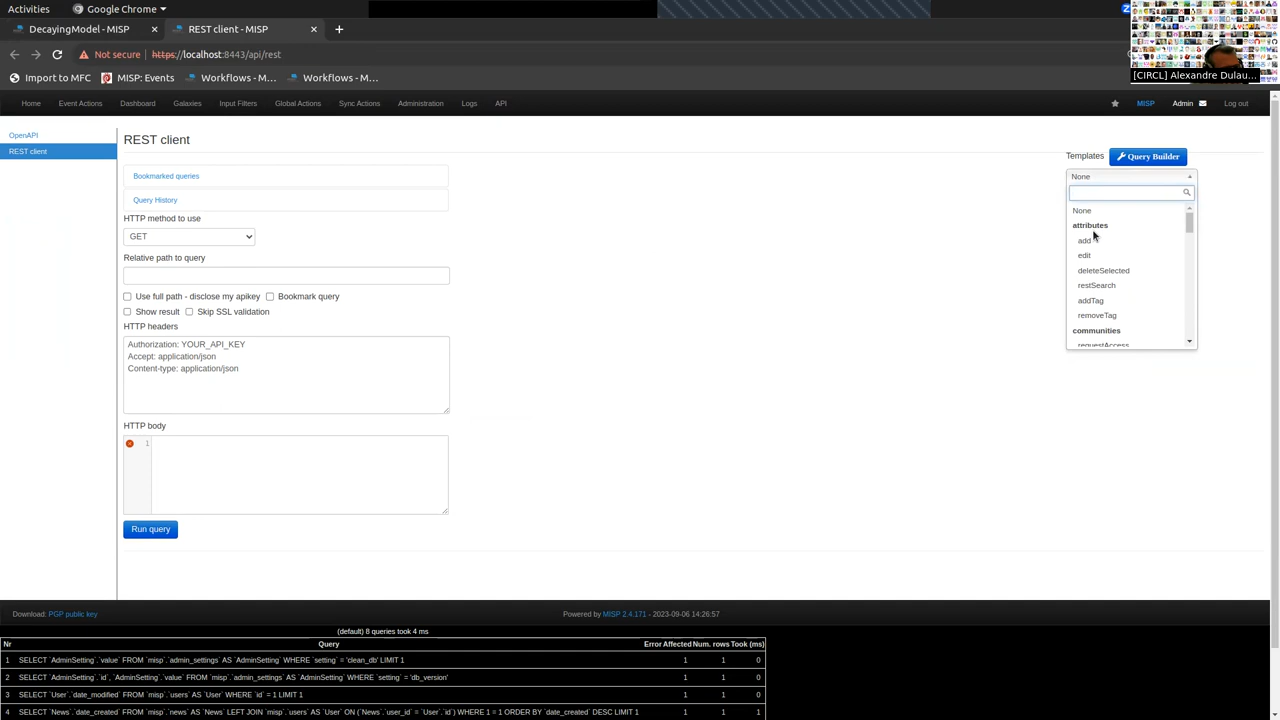 Activities
Google Chrome
DecayingModel - MISP
REST client - MISP
Not secure
https://localhost:8443/api/rest
Import to MFC
MISP: Events
Workflows - M...
Workflows - M...
[CIRCL] Alexandre Dulau...
Home
Event Actions
Dashboard
Galaxies
Input Filters
Global Actions
Sync Actions
Administration
Logs
API
MISP
Admin
Log out
OpenAPI
REST client
REST client
Bookmarked queries
Query History
HTTP method to use
GET
Relative path to query
Use full path - disclose my apikey
Bookmark query
Show result
Skip SSL validation
HTTP headers
Authorization: YOUR_API_KEY
Accept: application/json
Content-type: application/json
HTTP body
1
Run query
Templates
Query Builder
None
None
attributes
add
edit
deleteSelected
restSearch
addTag
removeTag
communities
requestAccess
Download: PGP public key
Powered by MISP 2.4.171 - 2023-09-06 14:26:57
(default) 8 queries took 4 ms
Nr Query Error Affected Num. rows Took (ms)
1 SELECT `AdminSetting`.`value` FROM `misp`.`admin_settings` AS `AdminSetting` WHERE `setting` = 'clean_db' LIMIT 1 1 1 0
2 SELECT `AdminSetting`.`id`, `AdminSetting`.`value` FROM `misp`.`admin_settings` AS `AdminSetting` WHERE `setting` = 'db_version' 1 1 0
3 SELECT `User`.`date_modified` FROM `misp`.`users` AS `User` WHERE `id` = 1 LIMIT 1 1 1 0
4 SELECT `News`.`date_created` FROM `misp`.`news` AS `News` LEFT JOIN `misp`.`users` AS `User` ON (`News`.`user_id` = `User`.`id`) WHERE 1 = 1 ORDER BY `date_created` DESC LIMIT 1 1 1 1